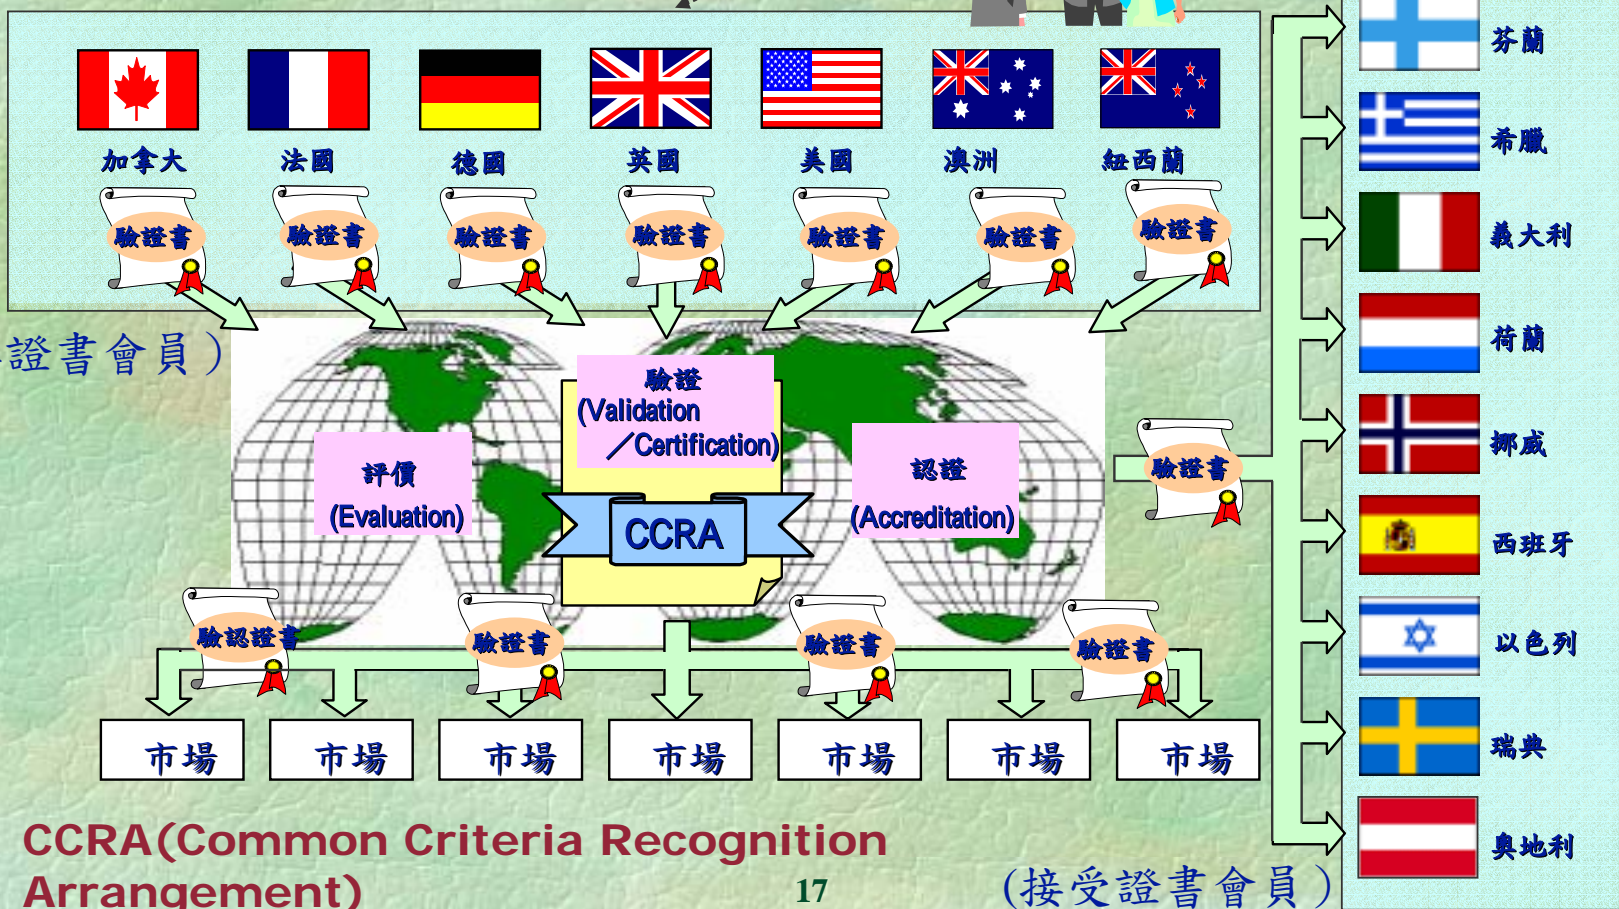 加拿大
法國
德國
英國
美國
澳洲
紐西蘭
驗證書
驗證書
驗證書
驗證書
驗證書
驗證書
驗證書
證書會員）
驗證
(Validation
／Certification)
評價
(Evaluation)
認證
(Accreditation)
CCRA
驗證書
驗認證書
驗證書
驗證書
驗證書
市場
市場
市場
市場
市場
市場
市場
芬蘭
希臘
義大利
荷蘭
挪威
西班牙
以色列
瑞典
奧地利
CCRA(Common Criteria Recognition
Arrangement)
17
(接受證書會員）